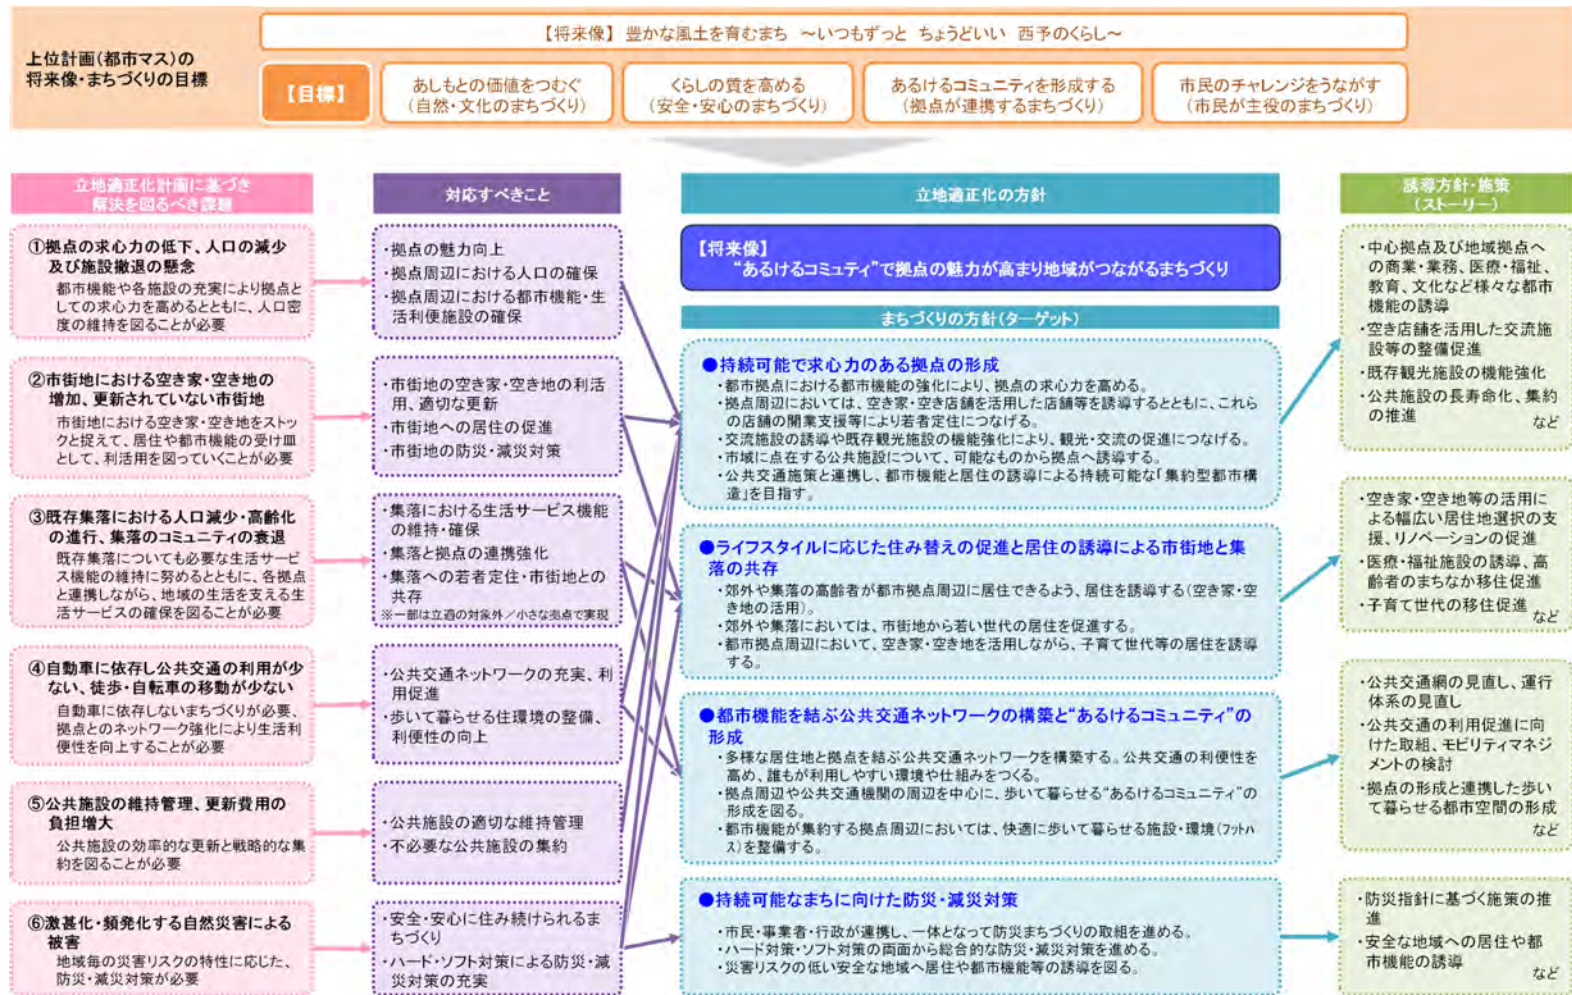 上位計画(都市マス)の
将来像・まちづくりの目標
【将来像】 豊かな風土を育むまち ～いつもずっと ちょうどいい 西予のくらし～
【目標】
あしもとの価値をつむぐ
(自然・文化のまちづくり)
くらしの質を高める
(安全・安心のまちづくり)
あるけるコミュニティを形成する
(拠点が連携するまちづくり)
市民のチャレンジをうながす
(市民が主役のまちづくり)
立地適正化計画に基づき
解決を図るべき課題
①拠点の求心力の低下、人口の減少
及び施設撤退の懸念
都市機能や各施設の充実により拠点と
しての求心力を高めるとともに、人口密
度の維持を図ることが必要
②市街地における空き家・空き地の
増加、更新されていない市街地
市街地における空き家・空き地をストッ
クと捉えて、居住や都市機能の受け皿
として、利活用を図っていくことが必要
③既存集落における人口減少・高齢化
の進行、集落のコミュニティの衰退
既存集落についても必要な生活サービ
ス機能の維持に努めるとともに、各拠点
と連携しながら、地域の生活を支える生
活サービスの確保を図ることが必要
④自動車に依存し公共交通の利用が少
ない、徒歩・自転車の移動が少ない
自動車に依存しないまちづくりが必要、
拠点とのネットワーク強化により生活利
便性を向上することが必要
⑤公共施設の維持管理、更新費用の
負担増大
公共施設の効率的な更新と戦略的な集
約を図ることが必要
⑥激甚化・頻発化する自然災害による
被害
地域毎の災害リスクの特性に応じた、
防災・減災対策が必要
対応すべきこと
・拠点の魅力向上
・拠点周辺における人口の確保
・拠点周辺における都市機能・生
活利便施設の確保
・市街地の空き家・空き地の利活
用、適切な更新
・市街地への居住の促進
・市街地の防災・減災対策
・集落における生活サービス機能
の維持・確保
・集落と拠点の連携強化
・集落への若者定住・市街地との
共存
※一部は立適の対象外／小さな拠点で実現
・公共交通ネットワークの充実、利
用促進
・歩いて暮らせる住環境の整備、
利便性の向上
・公共施設の適切な維持管理
・不必要な公共施設の集約
・安全・安心に住み続けられるま
ちづくり
・ハード・ソフト対策による防災・減
災対策の充実
立地適正化の方針
【将来像】
“あるけるコミュティ”で拠点の魅力が高まり地域がつながるまちづくり
まちづくりの方針(ターゲット)
●持続可能で求心力のある拠点の形成
・都市拠点における都市機能の強化により、拠点の求心力を高める。
・拠点周辺においては、空き家・空き店舗を活用した店舗等を誘導するとともに、これら
の店舗の開業支援等により若者定住につなげる。
・交流施設の誘導や既存観光施設の機能強化により、観光・交流の促進につなげる。
・市域に点在する公共施設について、可能なものから拠点へ誘導する。
・公共交通施策と連携し、都市機能と居住の誘導による持続可能な「集約型都市構
造」を目指す。
●ライフスタイルに応じた住み替えの促進と居住の誘導による市街地と集
落の共存
・郊外や集落の高齢者が都市拠点周辺に居住できるよう、居住を誘導する(空き家・空
き地の活用)。
・郊外や集落においては、市街地から若い世代の居住を促進する。
・都市拠点周辺において、空き家・空き地を活用しながら、子育て世代等の居住を誘導
する。
●都市機能を結ぶ公共交通ネットワークの構築と“あるけるコミュニティ”の
形成
・多様な居住地と拠点を結ぶ公共交通ネットワークを構築する。公共交通の利便性を
高め、誰もが利用しやすい環境や仕組みをつくる。
・拠点周辺や公共交通機関の周辺を中心に、歩いて暮らせる“あるけるコミュニティ”の
形成を図る。
・都市機能が集約する拠点周辺においては、快適に歩いて暮らせる施設・環境(フットパ
ス)を整備する。
●持続可能なまちに向けた防災・減災対策
・市民・事業者・行政が連携し、一体となって防災まちづくりの取組を進める。
・ハード対策・ソフト対策の両面から総合的な防災・減災対策を進める。
・災害リスクの低い安全な地域へ居住や都市機能等の誘導を図る。
誘導方針・施策
(ストーリー)
・中心拠点及び地域拠点へ
の商業・業務、医療・福祉、
教育、文化など様々な都市
機能の誘導
・空き店舗を活用した交流施
設等の整備促進
・既存観光施設の機能強化
・公共施設の長寿命化、集約
の推進
など
・空き家・空き地等の活用に
よる幅広い居住地選択の支
援、リノベーションの促進
・医療・福祉施設の誘導、高
齢者のまちなか移住促進
・子育て世代の移住促進
など
・公共交通網の見直し、運行
体系の見直し
・公共交通の利用促進に向
けた取組、モビリティマネジ
メントの検討
・拠点の形成と連携した歩い
て暮らせる都市空間の形成
など
・防災指針に基づく施策の推
進
・安全な地域への居住や都
市機能の誘導
など